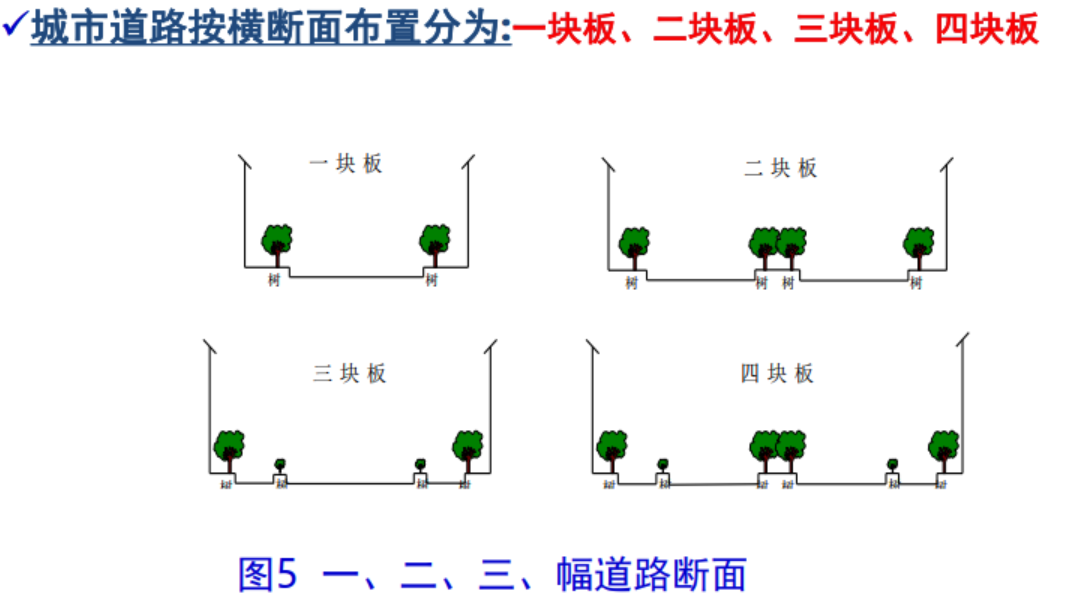 ✓城市道路按横断面布置分为:一块板、二块板、三块板、四块板
一块板
二块板
树 树
树 树 树 树
三块板
四块板
树 树 树 树
树 树 树 树 树 树
图5 一、二、三、幅道路断面